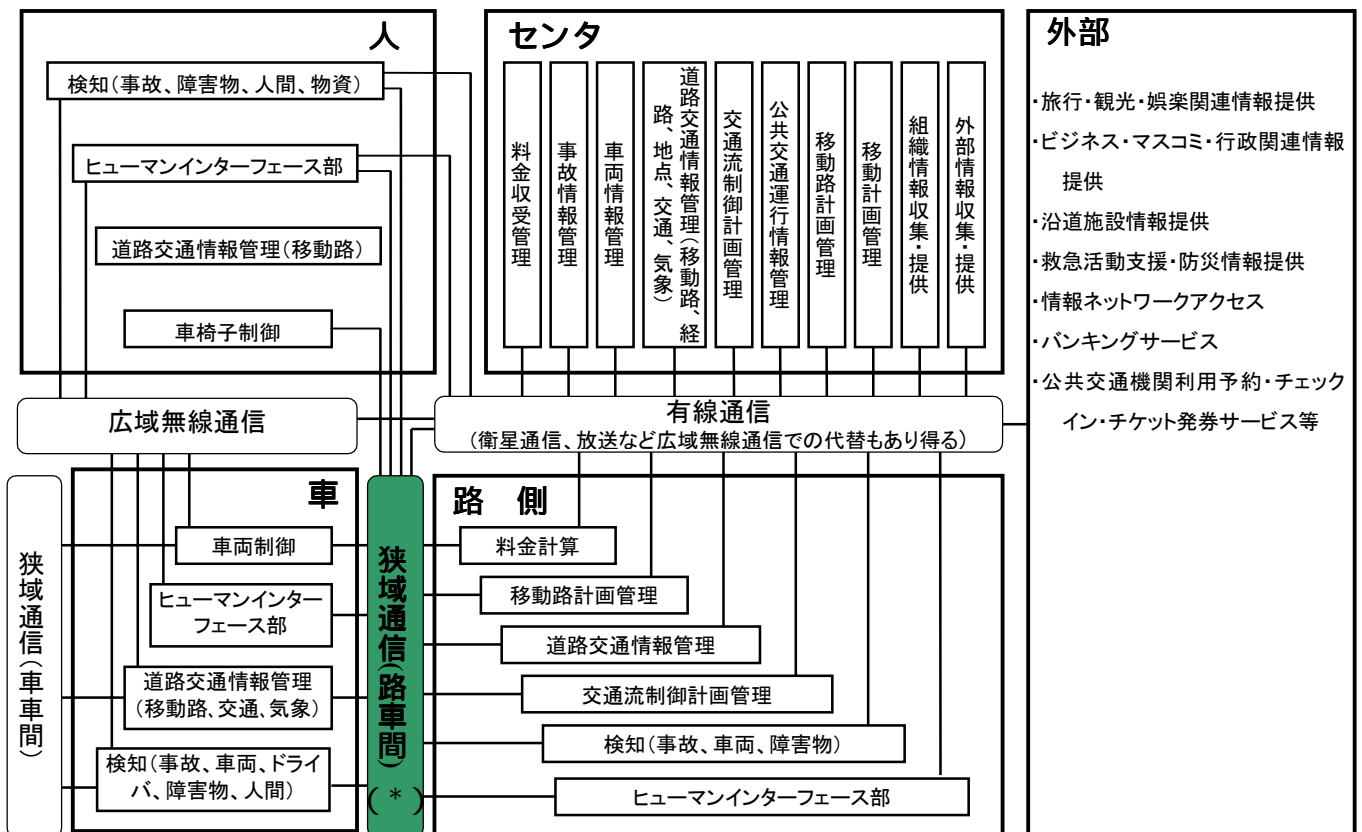 人
検知(事故、障害物、人間、物資)
ヒューマンインターフェース部
道路交通情報管理(移動路)
車椅子制御
センタ
料金収受管理
事故情報管理
車両情報管理
道路交通情報管理(移動路、経
路、地点、交通、気象)
交通流制御計画管理
公共交通運行情報管理
移動路計画管理
移動計画管理
組織情報収集・提供
外部情報収集・提供
外部
・旅行・観光・娯楽関連情報提供
・ビジネス・マスコミ・行政関連情報
提供
・沿道施設情報提供
・救急活動支援・防災情報提供
・情報ネットワークアクセス
・バンキングサービス
・公共交通機関利用予約・チェック
イン・チケット発券サービス等
広域無線通信
有線通信
(衛星通信、放送など広域無線通信での代替もあり得る)
狭域通信(車車間)
車
車両制御
ヒューマンインター
フェース部
道路交通情報管理
(移動路、交通、気象)
検知(事故、車両、ドライ
バ、障害物、人間)
狭域通信(路車間)(*)
路 側
料金計算
移動路計画管理
道路交通情報管理
交通流制御計画管理
検知(事故、車両、障害物)
ヒューマンインターフェース部